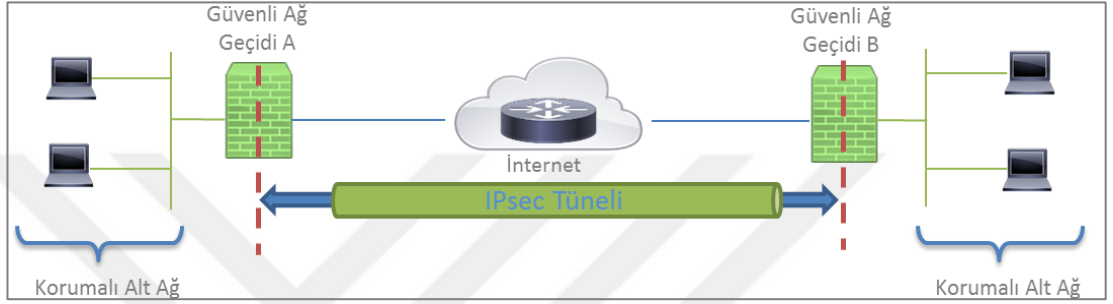 Güvenli Ağ
Geçidi A
Güvenli Ağ
Geçidi B
İnternet
IPsec Tüneli
Korumalı Alt Ağ
Korumalı Alt Ağ